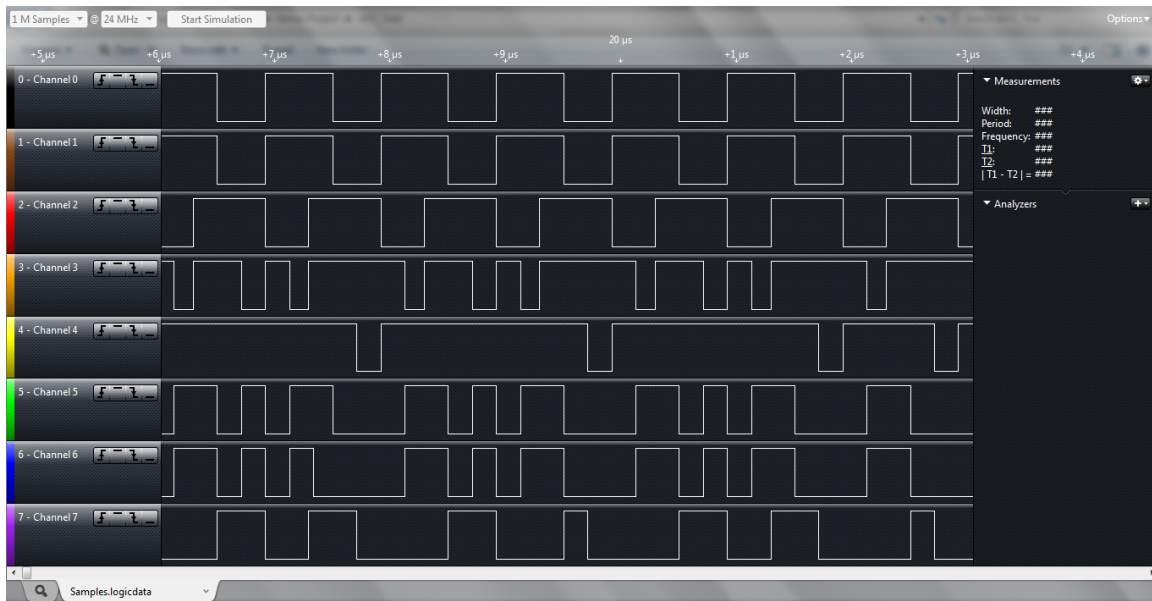 1 M Samples @ 24 MHz Start Simulation Options
20 µs
+5 µs +6 µs +7 µs +8 µs +9 µs +1 µs +2 µs +3 µs +4 µs
0 - Channel 0
Measurements
Width: ###
Period: ###
Frequency: ###
1 - Channel 1
T1: ###
T2: ###
| T1 - T2 | = ###
2 - Channel 2
Analyzers
3 - Channel 3
4 - Channel 4
5 - Channel 5
6 - Channel 6
7 - Channel 7
Samples.logicdata